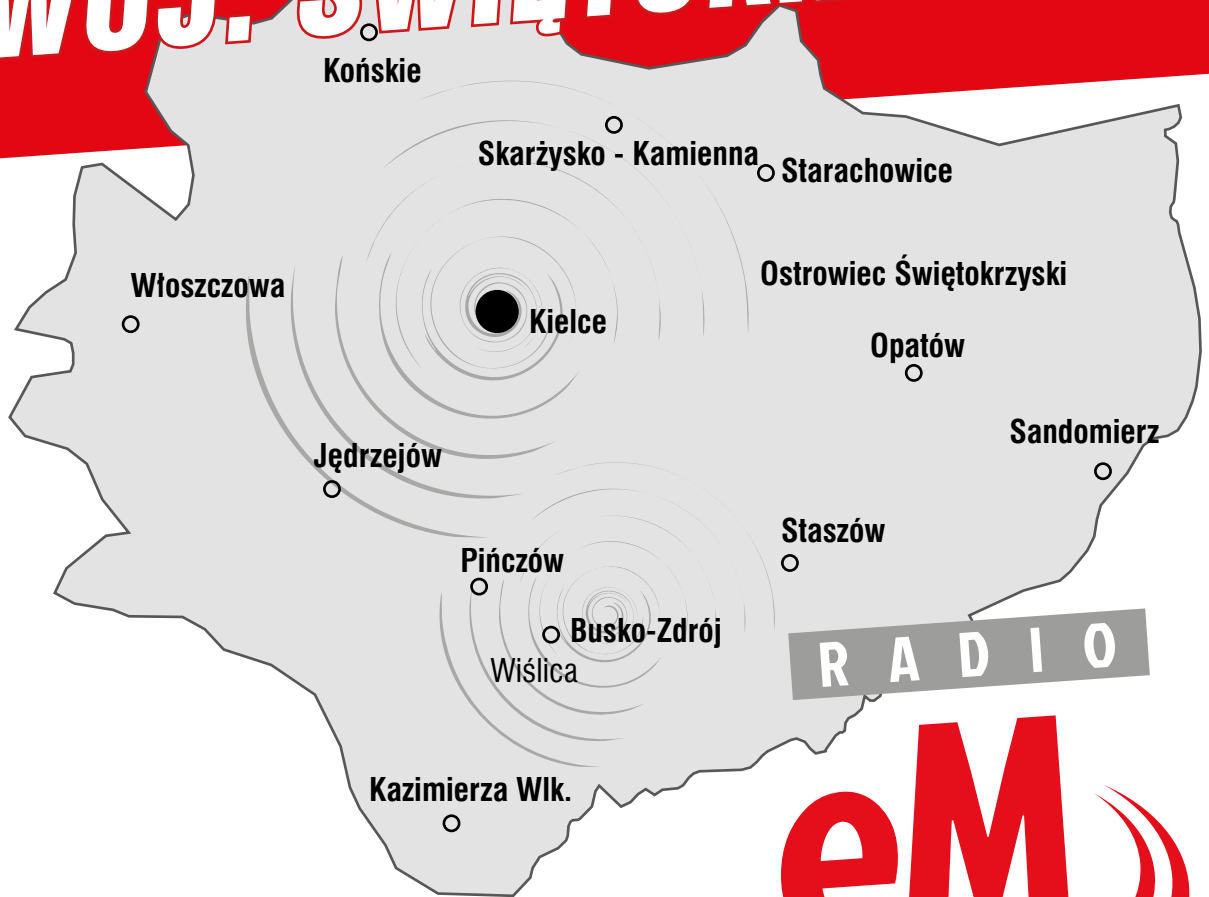 WOJ.
Końskie
Skarżysko - Kamienna
Starachowice
Włoszczowa
Ostrowiec Świętokrzyski
Kielce
Opatów
Sandomierz
Jędrzejów
Staszów
Pińczów
Busko-Zdrój
Wiślica
RADIO
eM
Kazimierza Wlk.